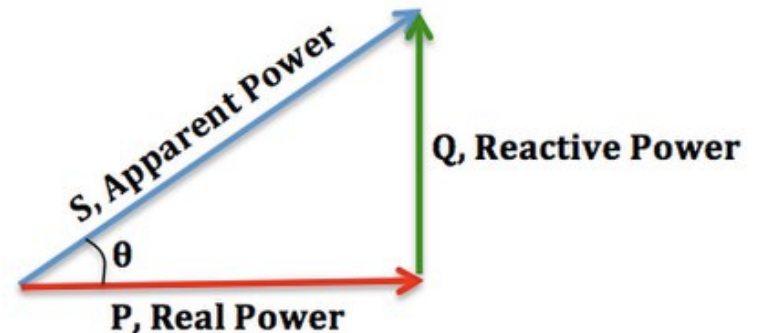 S, Apparent Power
Q, Reactive Power
θ
P, Real Power